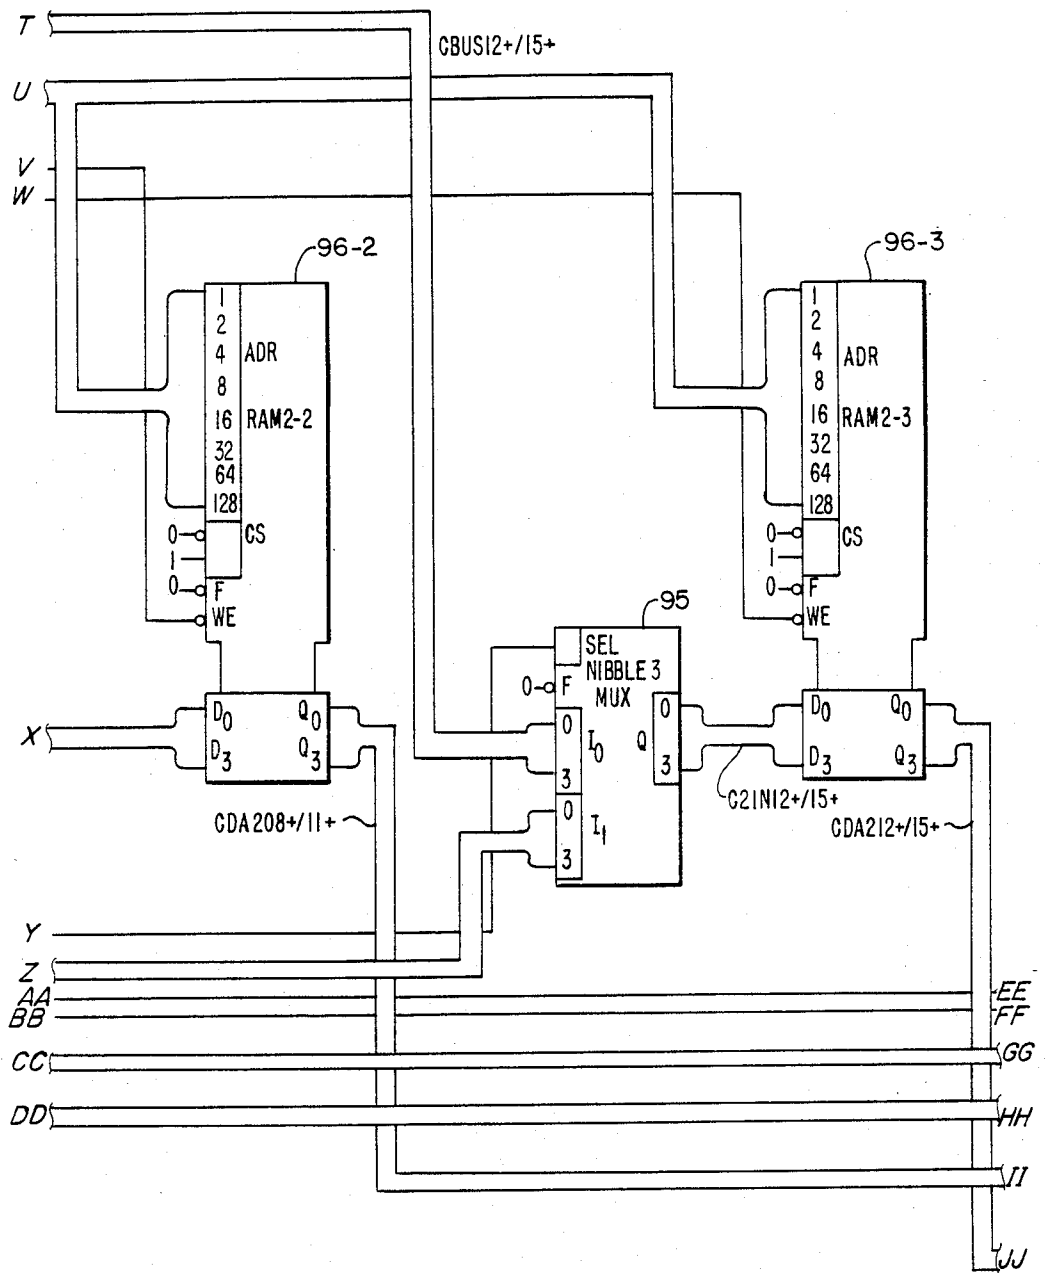 T
CBUS12+/15+
U
V
W
96-2
96-3
1
2
4
8
16
32
64
128
ADR
RAM2-2
CS
0
1
0
F
WE
1
2
4
8
16
32
64
128
ADR
RAM2-3
CS
0
1
0
F
WE
95
SEL
NIBBLE 3
MUX
0
F
0
3
I0
0
3
I1
Q
0
3
X
D0
D3
Q0
Q3
D0
D3
Q0
Q3
C2IN12+/15+
CDA208+/11+
CDA212+/15+
Y
Z
AA
BB
CC
DD
EE
FF
GG
HH
II
JJ